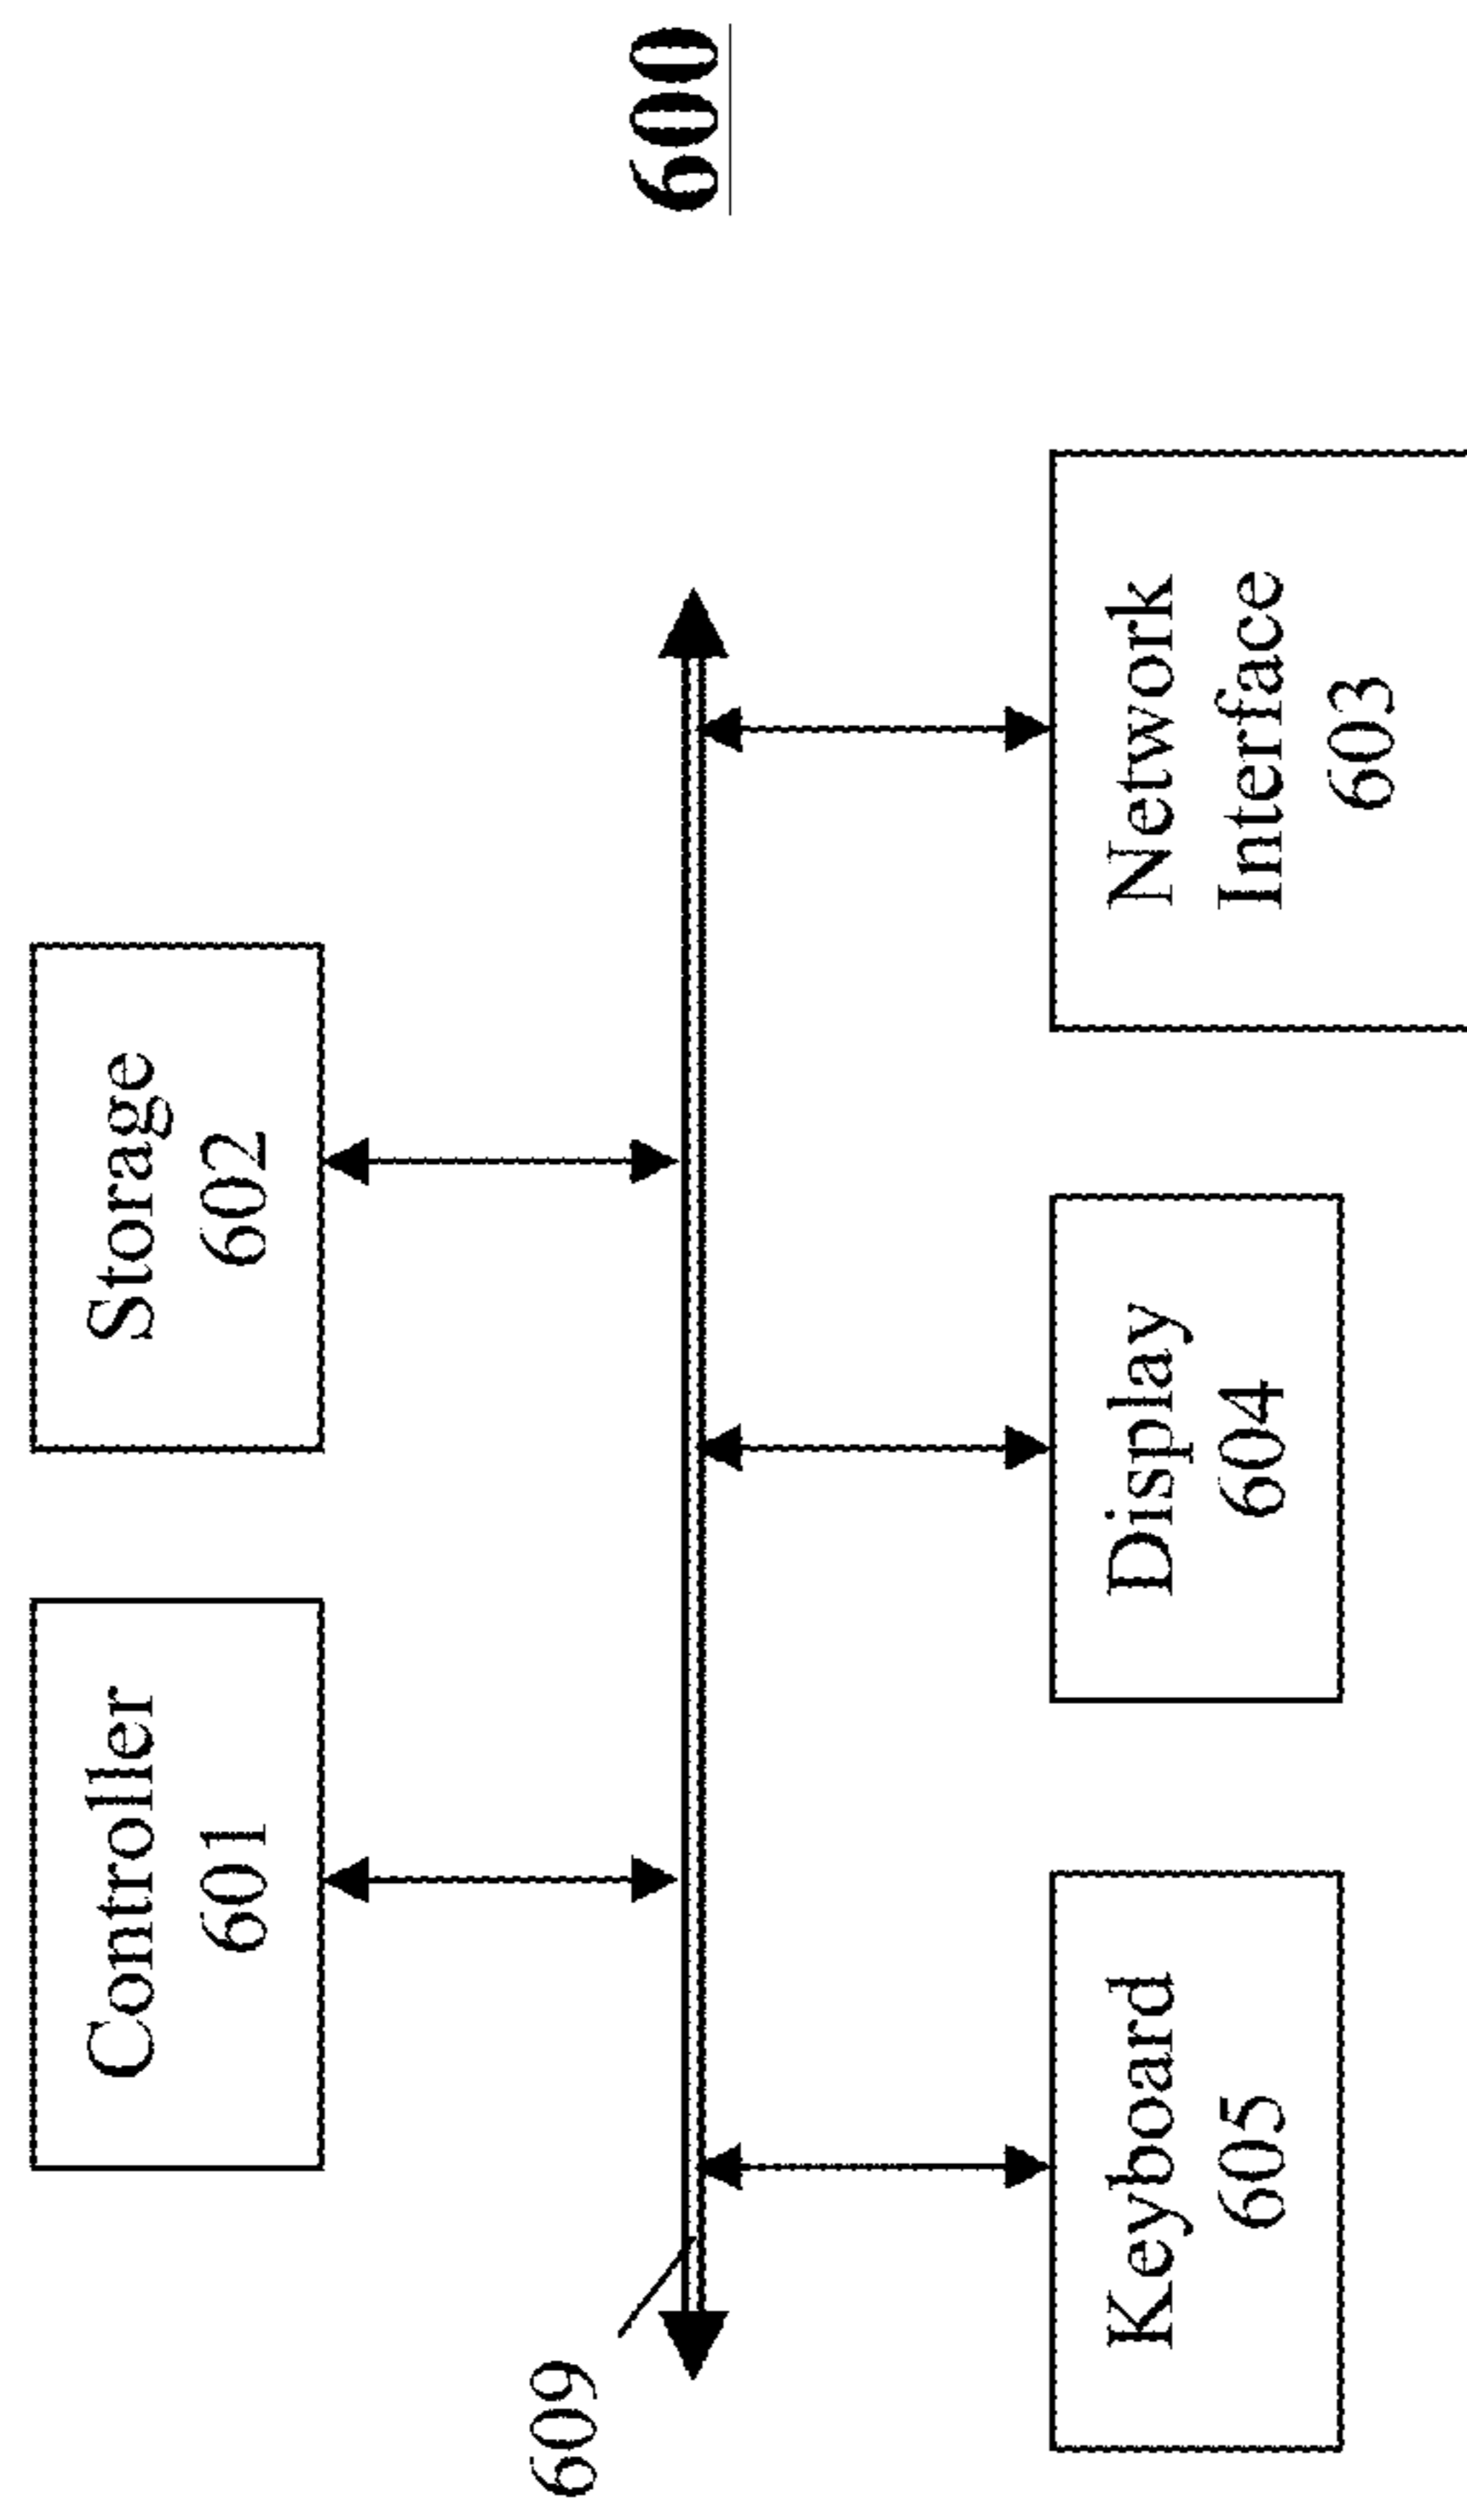 600
Controller
601
Storage
602
609
Keyboard
605
Display
604
Network
Interface
603